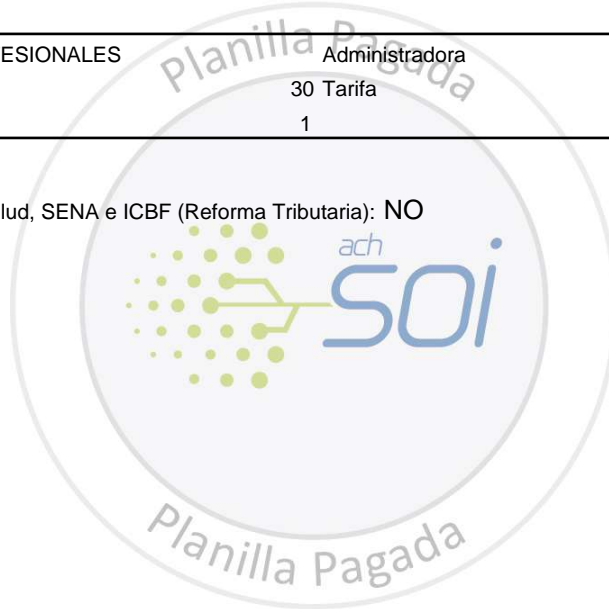 Planilla Pagada
ESIONALES Administradora
30 Tarifa
1
lud, SENA e ICBF (Reforma Tributaria): NO
ach
SOI
Planilla Pagada